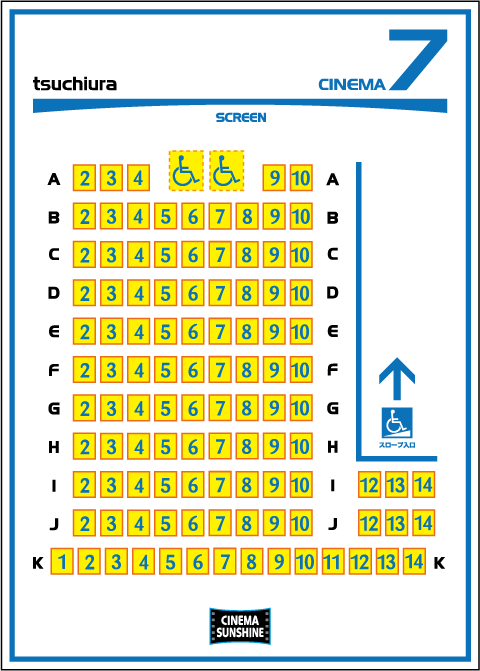 tsuchiura CINEMA 7
SCREEN
A 2 3 4 9 10 A
B 2 3 4 5 6 7 8 9 10 B
C 2 3 4 5 6 7 8 9 10 C
D 2 3 4 5 6 7 8 9 10 D
E 2 3 4 5 6 7 8 9 10 E
F 2 3 4 5 6 7 8 9 10 F
G 2 3 4 5 6 7 8 9 10 G
スロープ入口
H 2 3 4 5 6 7 8 9 10 H
I 2 3 4 5 6 7 8 9 10 I 12 13 14
J 2 3 4 5 6 7 8 9 10 J 12 13 14
K 1 2 3 4 5 6 7 8 9 10 11 12 13 14 K
CINEMA
SUNSHINE